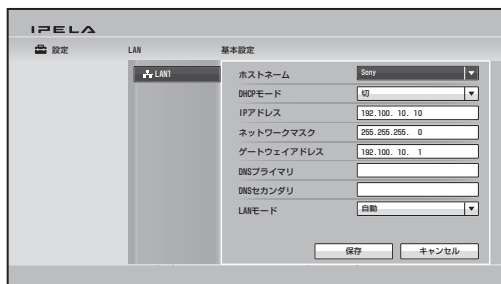 IPELA
設定 LAN 基本設定
LAN1
ホストネーム Sony
DHCPモード 切
IPアドレス 192.100. 10. 10
ネットワークマスク 255.255.255. 0
ゲートウェイアドレス 192.100. 10. 1
DNSプライマリ
DNSセカンダリ
LANモード 自動
保存 キャンセル